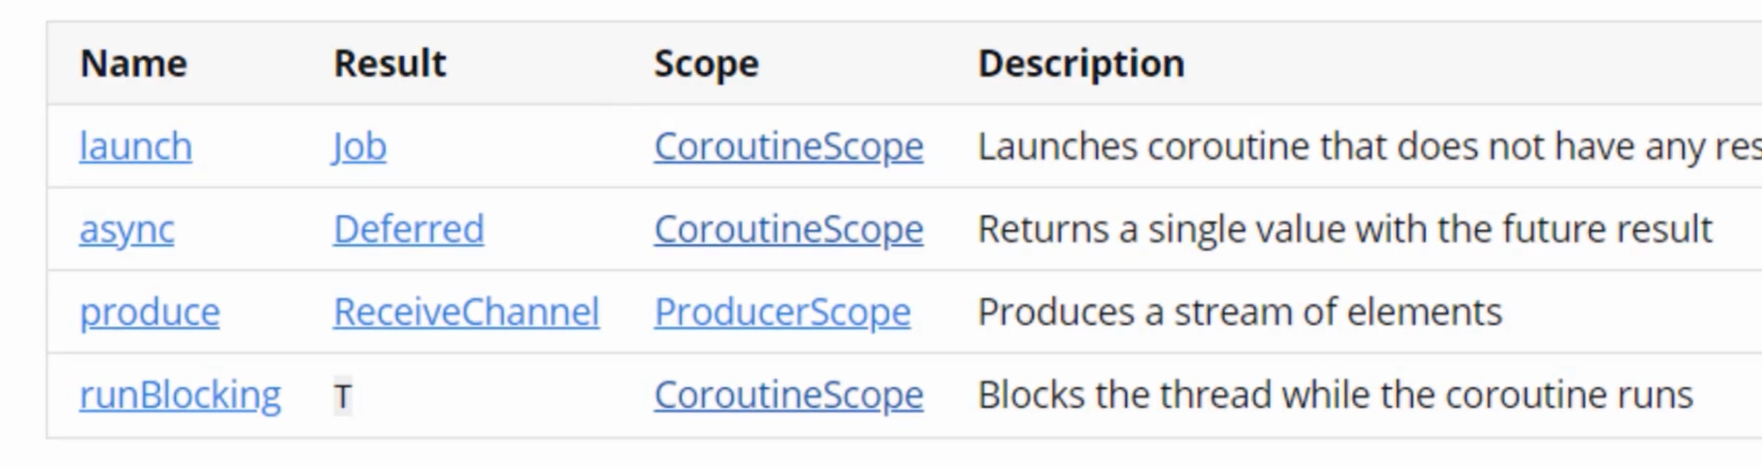 Name Result Scope Description
launch Job CoroutineScope Launches coroutine that does not have any
async Deferred CoroutineScope Returns a single value with the future result
produce ReceiveChannel ProducerScope Produces a stream of elements
runBlocking T CoroutineScope Blocks the thread while the coroutine runs